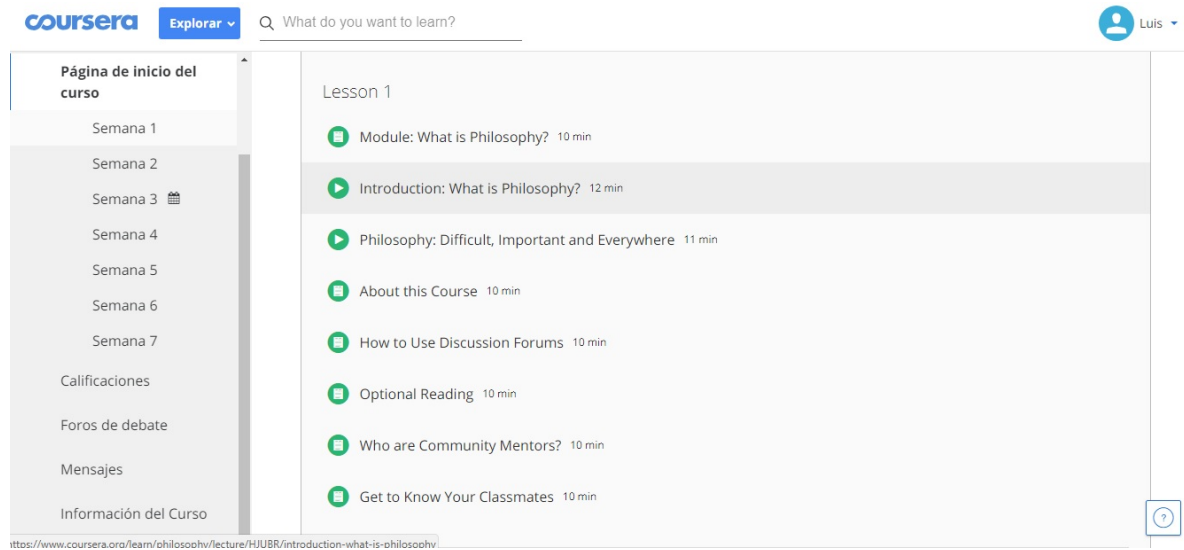 coursera
Explorar
What do you want to learn?
Luis
Página de inicio del
curso
Semana 1
Semana 2
Semana 3
Semana 4
Semana 5
Semana 6
Semana 7
Calificaciones
Foros de debate
Mensajes
Información del Curso
Lesson 1
Module: What is Philosophy? 10 min
Introduction: What is Philosophy? 12 min
Philosophy: Difficult, Important and Everywhere 11 min
About this Course 10 min
How to Use Discussion Forums 10 min
Optional Reading 10 min
Who are Community Mentors? 10 min
Get to Know Your Classmates 10 min
?
ttps://www.coursera.org/learn/philosophy/lecture/HJUBR/introduction-what-is-philosophy